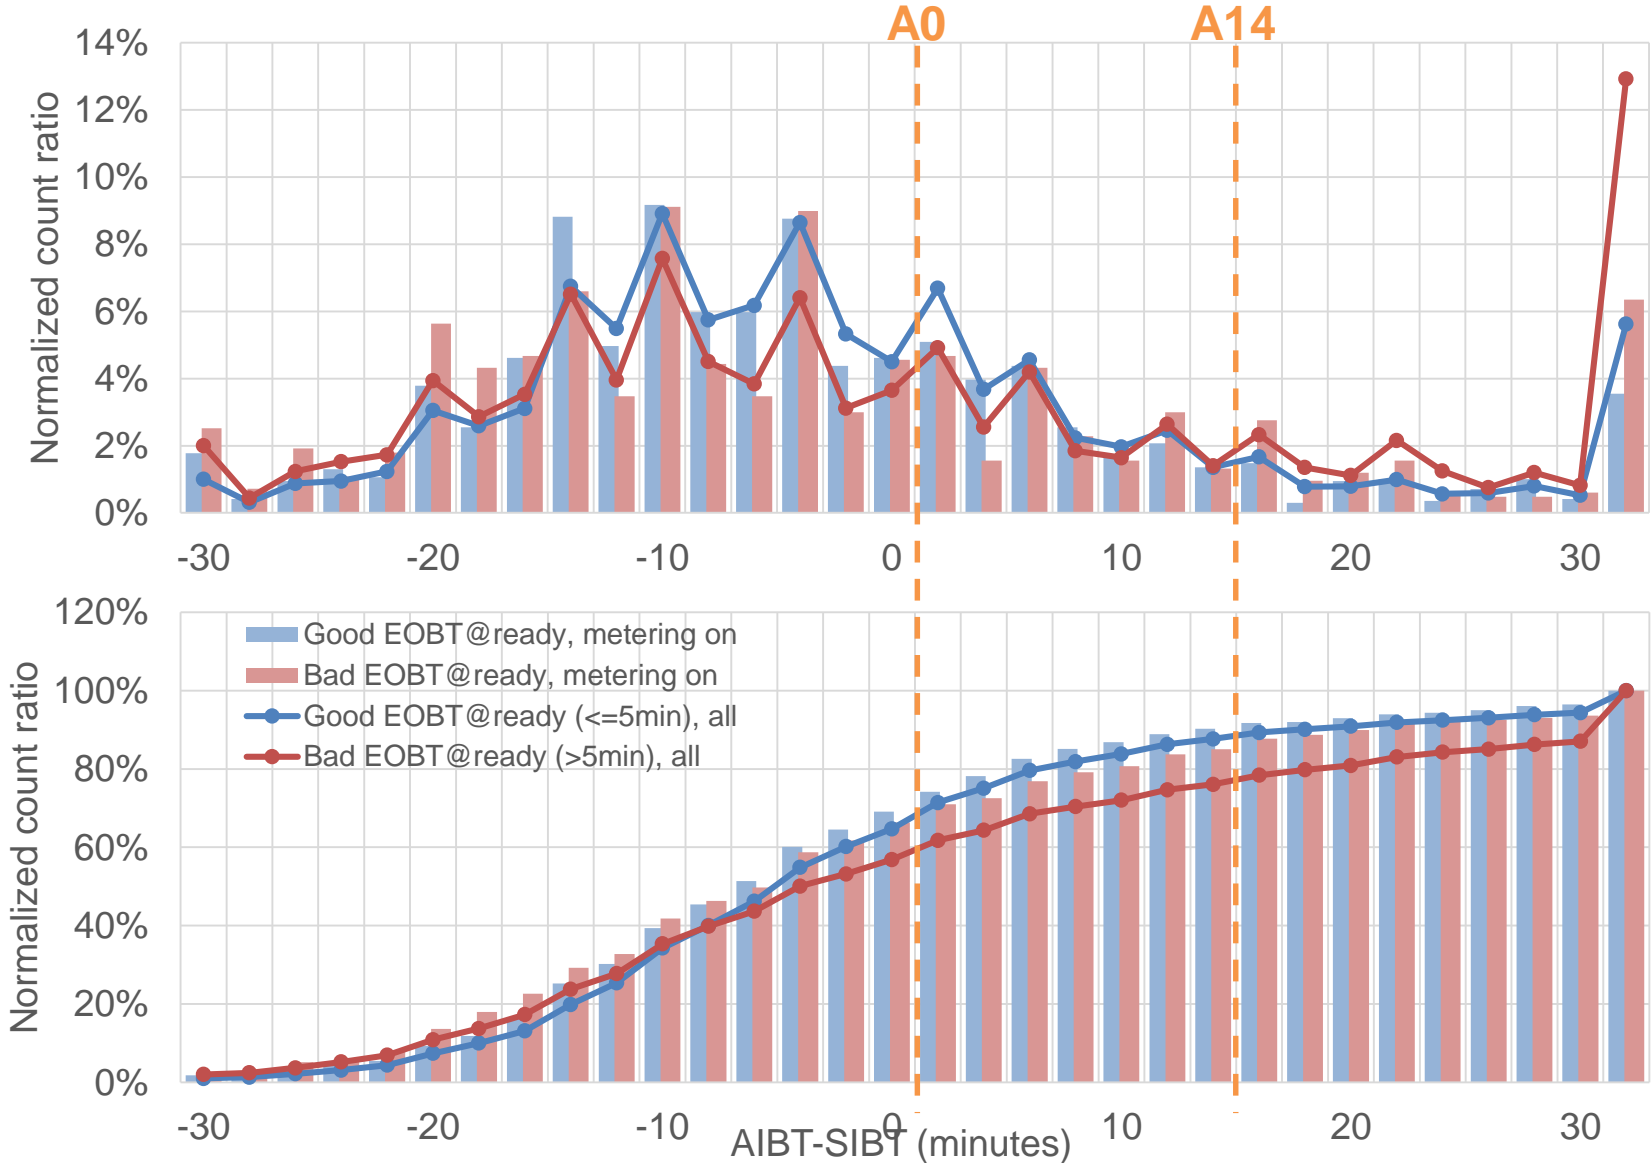 A0 A14
14%
12%
10%
8%
6%
4%
2%
0%
Normalized count ratio
-30 -20 -10 0 10 20 30
120%
100%
80%
60%
40%
20%
0%
Normalized count ratio
Good EOBT@ready, metering on
Bad EOBT@ready, metering on
Good EOBT@ready (<=5min), all
Bad EOBT@ready (>5min), all
-30 -20 -10 0 10 20 30
AIBT-SIBT (minutes)